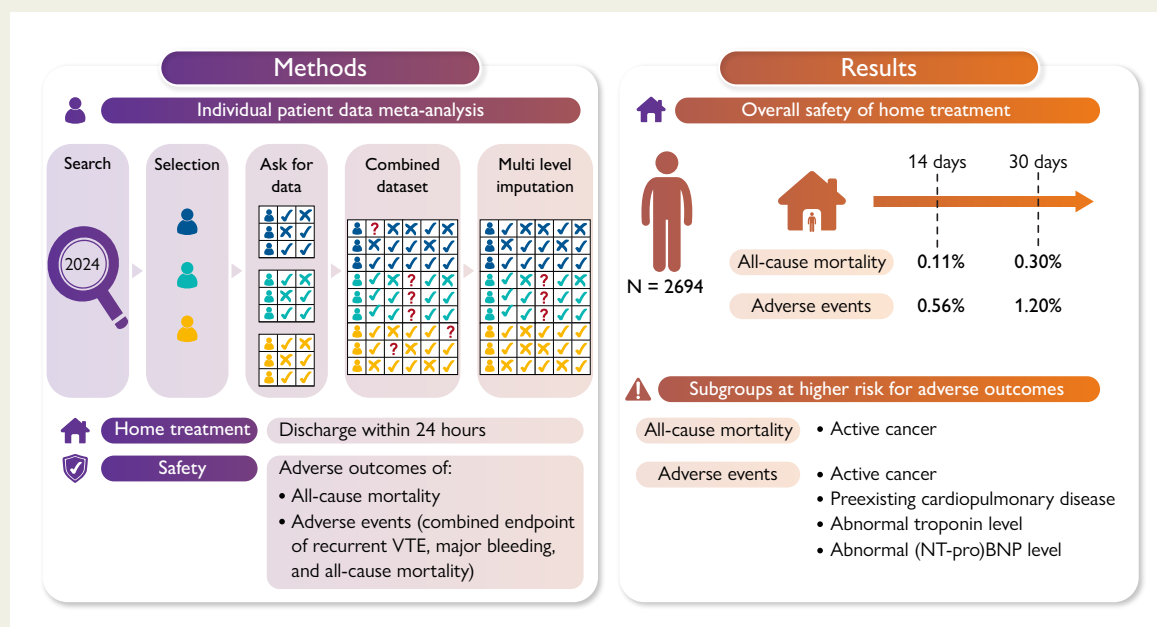 Methods
Individual patient data meta-analysis
Search
2024
Selection
Ask for
data
Combined
dataset
Multi level
imputation
? 
?
?
?
?
?
?
?
?
Home treatment
Discharge within 24 hours
Safety
Adverse outcomes of:
• All-cause mortality
• Adverse events (combined endpoint
of recurrent VTE, major bleeding,
and all-cause mortality)
Results
Overall safety of home treatment
14 days 30 days
N = 2694
All-cause mortality 0.11% 0.30%
Adverse events 0.56% 1.20%
Subgroups at higher risk for adverse outcomes
All-cause mortality • Active cancer
Adverse events • Active cancer
• Preexisting cardiopulmonary disease
• Abnormal troponin level
• Abnormal (NT-pro)BNP level